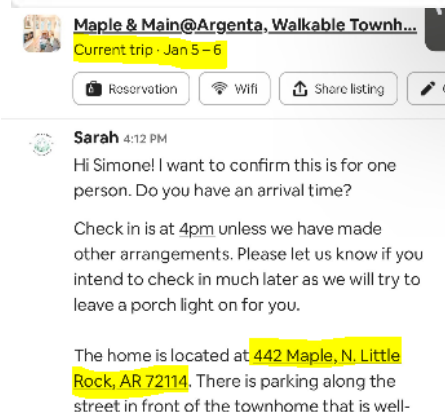 Maple & Main@Argenta, Walkable Townh...
Current trip · Jan 5 – 6
Reservation
Wifi
Share listing
Sarah 4:12 PM
Hi Simone! I want to confirm this is for one
person. Do you have an arrival time?
Check in is at 4pm unless we have made
other arrangements. Please let us know if you
intend to check in much later as we will try to
leave a porch light on for you.
The home is located at 442 Maple, N. Little
Rock, AR 72114. There is parking along the
street in front of the townhome that is well-